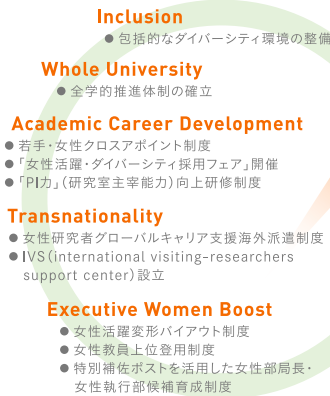 Inclusion
● 包括的なダイバーシティ環境の整備
Whole University
● 全学的推進体制の確立
Academic Career Development
● 若手・女性クロスアポイント制度
● 「女性活躍・ダイバーシティ採用フェア」開催
● 「PI力」(研究室主宰能力)向上研修制度
Transnationality
● 女性研究者グローバルキャリア支援海外派遣制度
● IVS(international visiting-researchers
support center)設立
Executive Women Boost
● 女性活躍変形バイアウト制度
● 女性教員上位登用制度
● 特別補佐ポストを活用した女性部局長・
女性執行部候補育成制度